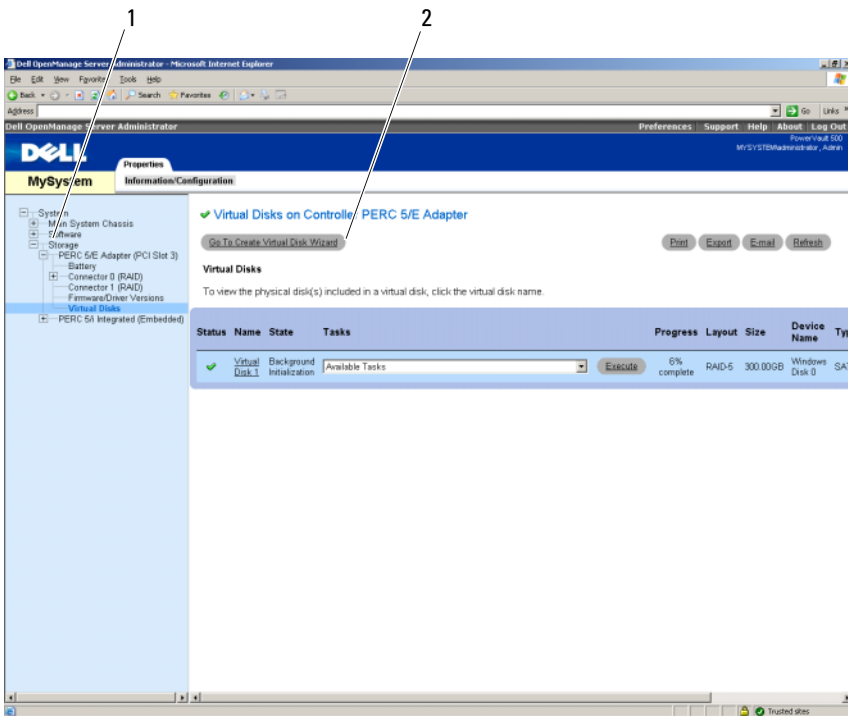 1
2
Dell OpenManage Server Administrator - Microsoft Internet Explorer
File Edit View Favorites Tools Help
Back Search Favorites
Address Go Links
Dell OpenManage Server Administrator Preferences Support Help About Log Out
PowerVault 500
MYSYSTEM\administrator, Admin
DELL
Properties
MySystem Information/Configuration
System
Main System Chassis
Software
Storage
PERC 5/E Adapter (PCI Slot 3)
Battery
Connector 0 (RAID)
Connector 1 (RAID)
Firmware/Driver Versions
Virtual Disks
PERC 5/i Integrated (Embedded)
Virtual Disks on Controller PERC 5/E Adapter
Go To Create Virtual Disk Wizard Print Export E-mail Refresh
Virtual Disks
To view the physical disk(s) included in a virtual disk, click the virtual disk name.
Status Name State Tasks Progress Layout Size Device Name
Virtual Disk 1 Background Initialization Available Tasks Execute 6% complete RAID-5 300.00GB Windows Disk 0
Trusted sites